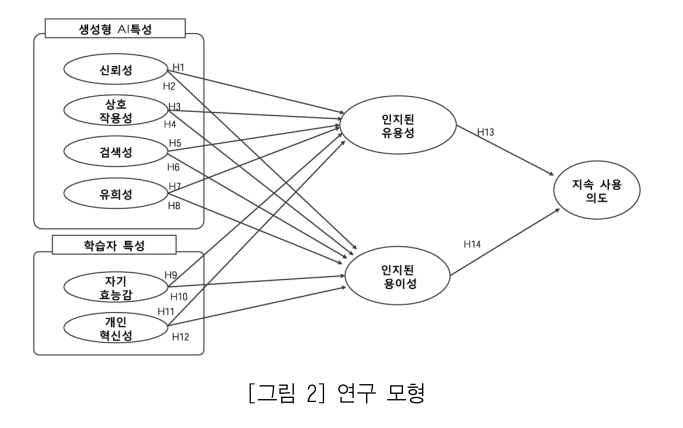 생성형 AI특성
신뢰성
H1
H2
상호
작용성
H3
H4
검색성
H5
H6
유희성
H7
H8
인지된
유용성
H13
지속 사용
의도
학습자 특성
자기
효능감
H9
H10
개인
혁신성
H11
H12
인지된
용이성
H14
[그림 2] 연구 모형